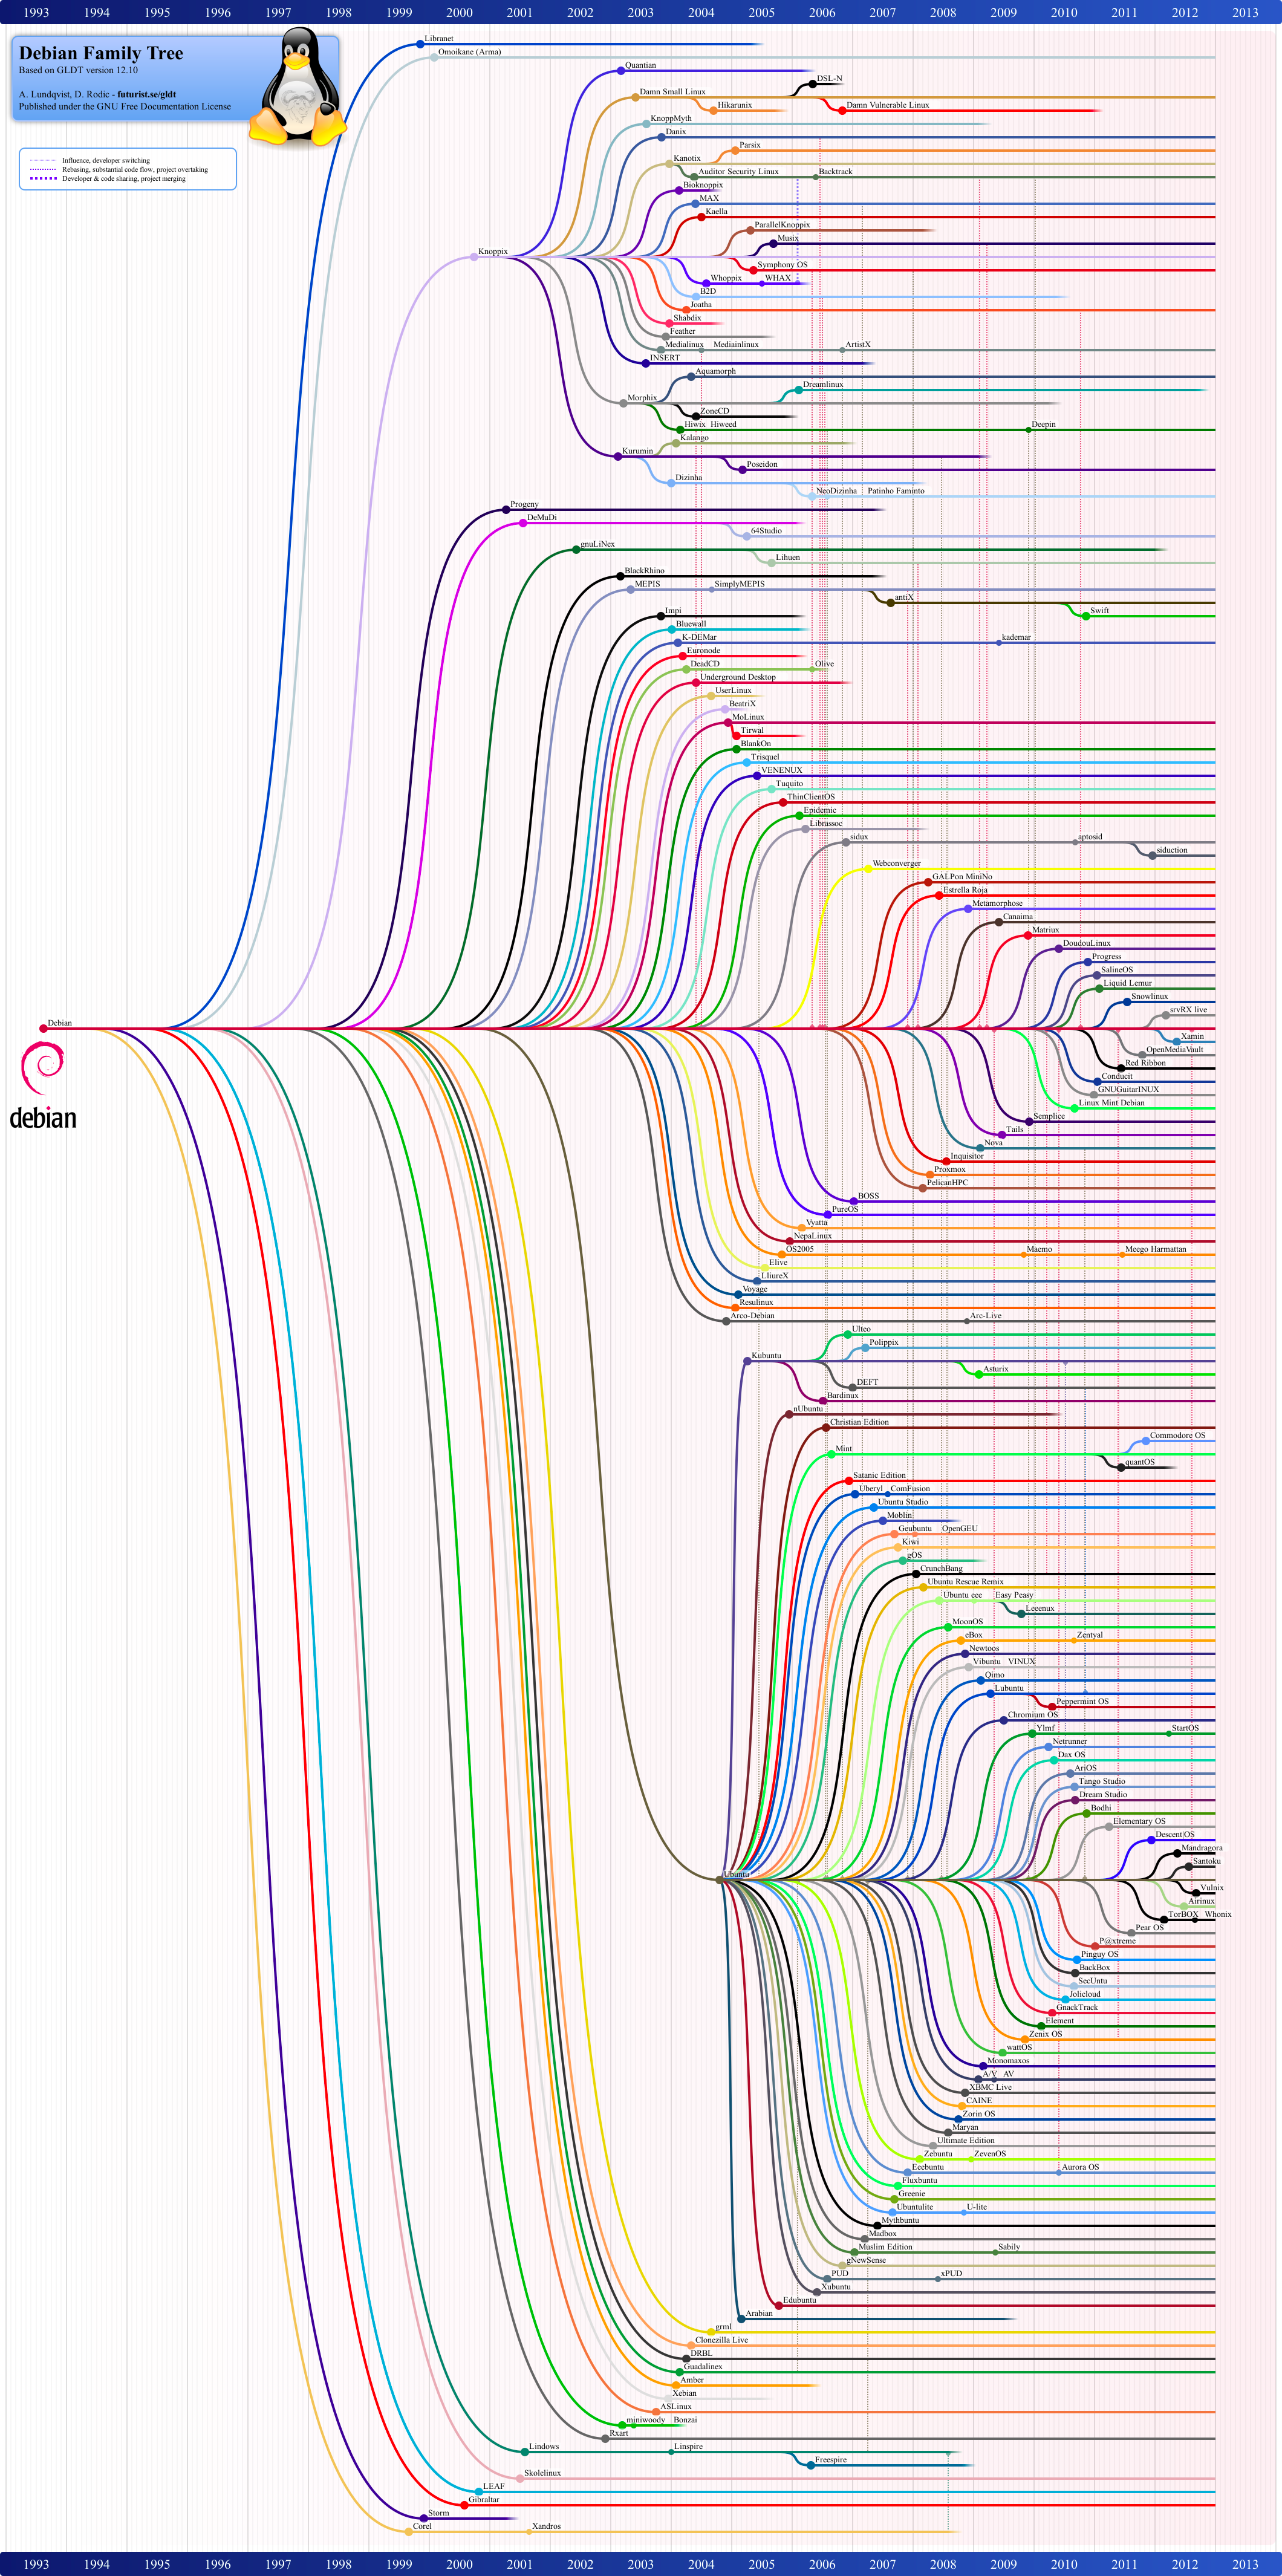 1993 1994 1995 1996 1997 1998 1999 2000 2001 2002 2003 2004 2005 2006 2007 2008 2009 2010 2011 2012 2013
Debian Family Tree
Based on GLDT version 12.10
A. Lundqvist, D. Rodic - futurist.se/gldt
Published under the GNU Free Documentation License
Influence, developer switching
Rebasing, substantial code flow, project overtaking
Developer & code sharing, project merging
Libranet
Omoikane (Arma)
Quantian
DSL-N
Damn Small Linux
Hikarunix Damn Vulnerable Linux
KnoppMyth
Danix
Parsix
Kanotix
Auditor Security Linux Backtrack
Bioknoppix
MAX
Kaella
ParallelKnoppix
Musix
Knoppix
Symphony OS
Whoppix WHAX
B2D
Joatha
Shabdix
Feather
Medialinux Mediainlinux ArtistX
INSERT
Aquamorph
Dreamlinux
Morphix
ZoneCD
Hiwix Hiweed Deepin
Kalango
Kurumin
Poseidon
Dizinha
NeoDizinha Patinho Faminto
Progeny
DeMuDi
64Studio
gnuLiNex
Lihuen
BlackRhino
MEPIS SimplyMEPIS
antiX
Impi Swift
Bluewall
K-DEMar kademar
Euronode
DeadCD Olive
Underground Desktop
UserLinux
BeatriX
MoLinux
Tirwal
BlankOn
Trisquel
VENENUX
Tuquito
ThinClientOS
Epidemic
Librassoc
sidux aptosid
siduction
Webconverger
GALPon MiniNo
Estrella Roja
Metamorphose
Canaima
Matriux
DoudouLinux
Progress
SalineOS
Liquid Lemur
Snowlinux
srvRX live
Debian
Xamin
OpenMediaVault
Red Ribbon
Conducit
GNUGuitarINUX
Linux Mint Debian
debian
Semplice
Tails
Nova
Inquisitor
Proxmox
PelicanHPC
BOSS
PureOS
Vyatta
NepaLinux
OS2005 Maemo Meego Harmattan
Elive
LliureX
Voyage
Resulinux
Arco-Debian Arc-Live
Ulteo
Polippix
Kubuntu
Asturix
DEFT
Bardinux
nUbuntu
Christian Edition
Commodore OS
Mint
quantOS
Satanic Edition
Uberyl ComFusion
Ubuntu Studio
Moblin
Geubuntu OpenGEU
Kiwi
gOS
CrunchBang
Ubuntu Rescue Remix
Ubuntu eee Easy Peasy
Leeenux
MoonOS
eBox Zentyal
Newtoos
Vibuntu VINUX
Qimo
Lubuntu
Peppermint OS
Chromium OS
Ylmf StartOS
Netrunner
Dax OS
AriOS
Tango Studio
Dream Studio
Bodhi
Elementary OS
Descent|OS
Mandragora
Santoku
Ubuntu
Vulnix
Airinux
TorBOX Whonix
Pear OS
P@xtreme
Pinguy OS
BackBox
SecUntu
Jolicloud
GnackTrack
Element
Zenix OS
wattOS
Monomaxos
A/V AV
XBMC Live
CAINE
Zorin OS
Maryan
Ultimate Edition
Zebuntu ZevenOS
Eeebuntu Aurora OS
Fluxbuntu
Greenie
Ubuntulite U-lite
Mythbuntu
Madbox
Muslim Edition Sabily
gNewSense
PUD xPUD
Xubuntu
Edubuntu
Arabian
grml
Clonezilla Live
DRBL
Guadalinex
Amber
Xebian
ASLinux
miniwoody Bonzai
Rxart
Lindows Linspire
Freespire
Skolelinux
LEAF
Gibraltar
Storm
Corel Xandros
1993 1994 1995 1996 1997 1998 1999 2000 2001 2002 2003 2004 2005 2006 2007 2008 2009 2010 2011 2012 2013